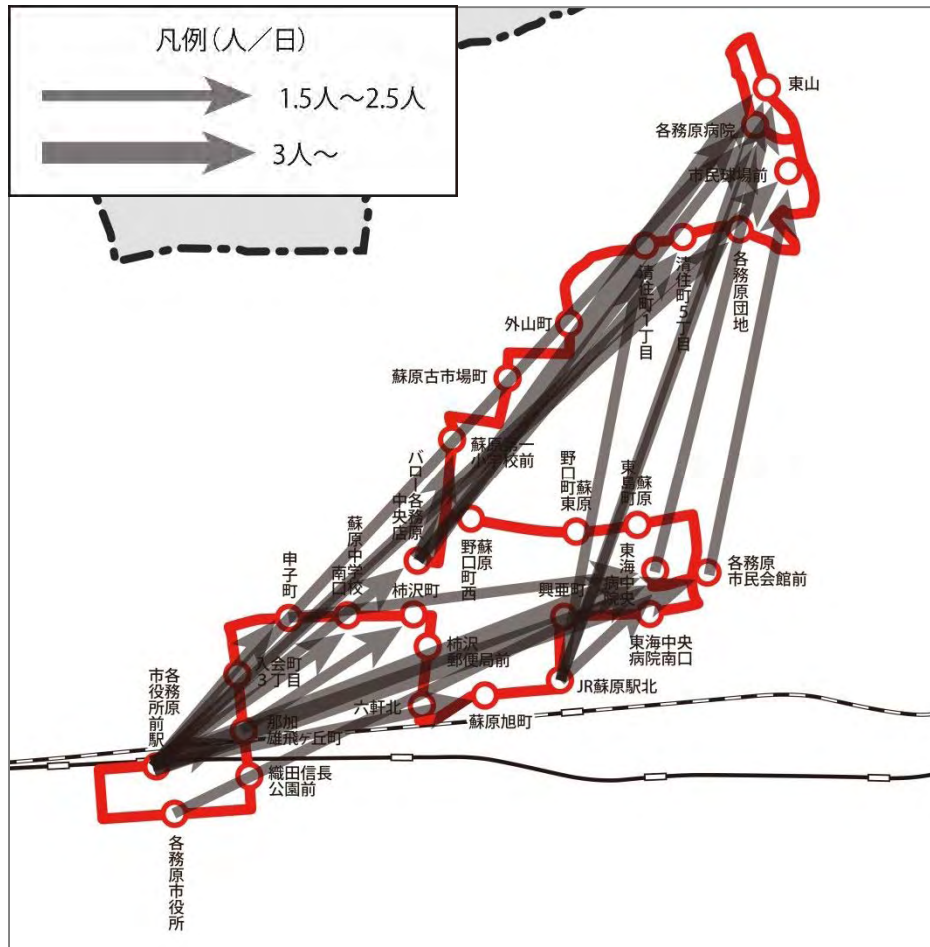 凡例(人／日)
1.5人～2.5人
3人～
東山
各務原病院
市民球場前
各務原団地
清住町5丁目
清住町1丁目
外山町
蘇原古市場町
蘇原第一
小学校前
バロー各務原
中央店
蘇原
野口町西
蘇原
野口町東
蘇原
東島町
東海中央
病院
各務原
市民会館前
東海中央
病院南口
興亜町
JR蘇原駅北
蘇原旭町
六軒北
柿沢
郵便局前
柿沢町
蘇原中学校
南口
申子町
入会町
3丁目
那加
雄飛ヶ丘町
織田信長
公園前
各務原
市役所前駅
各務原市役所